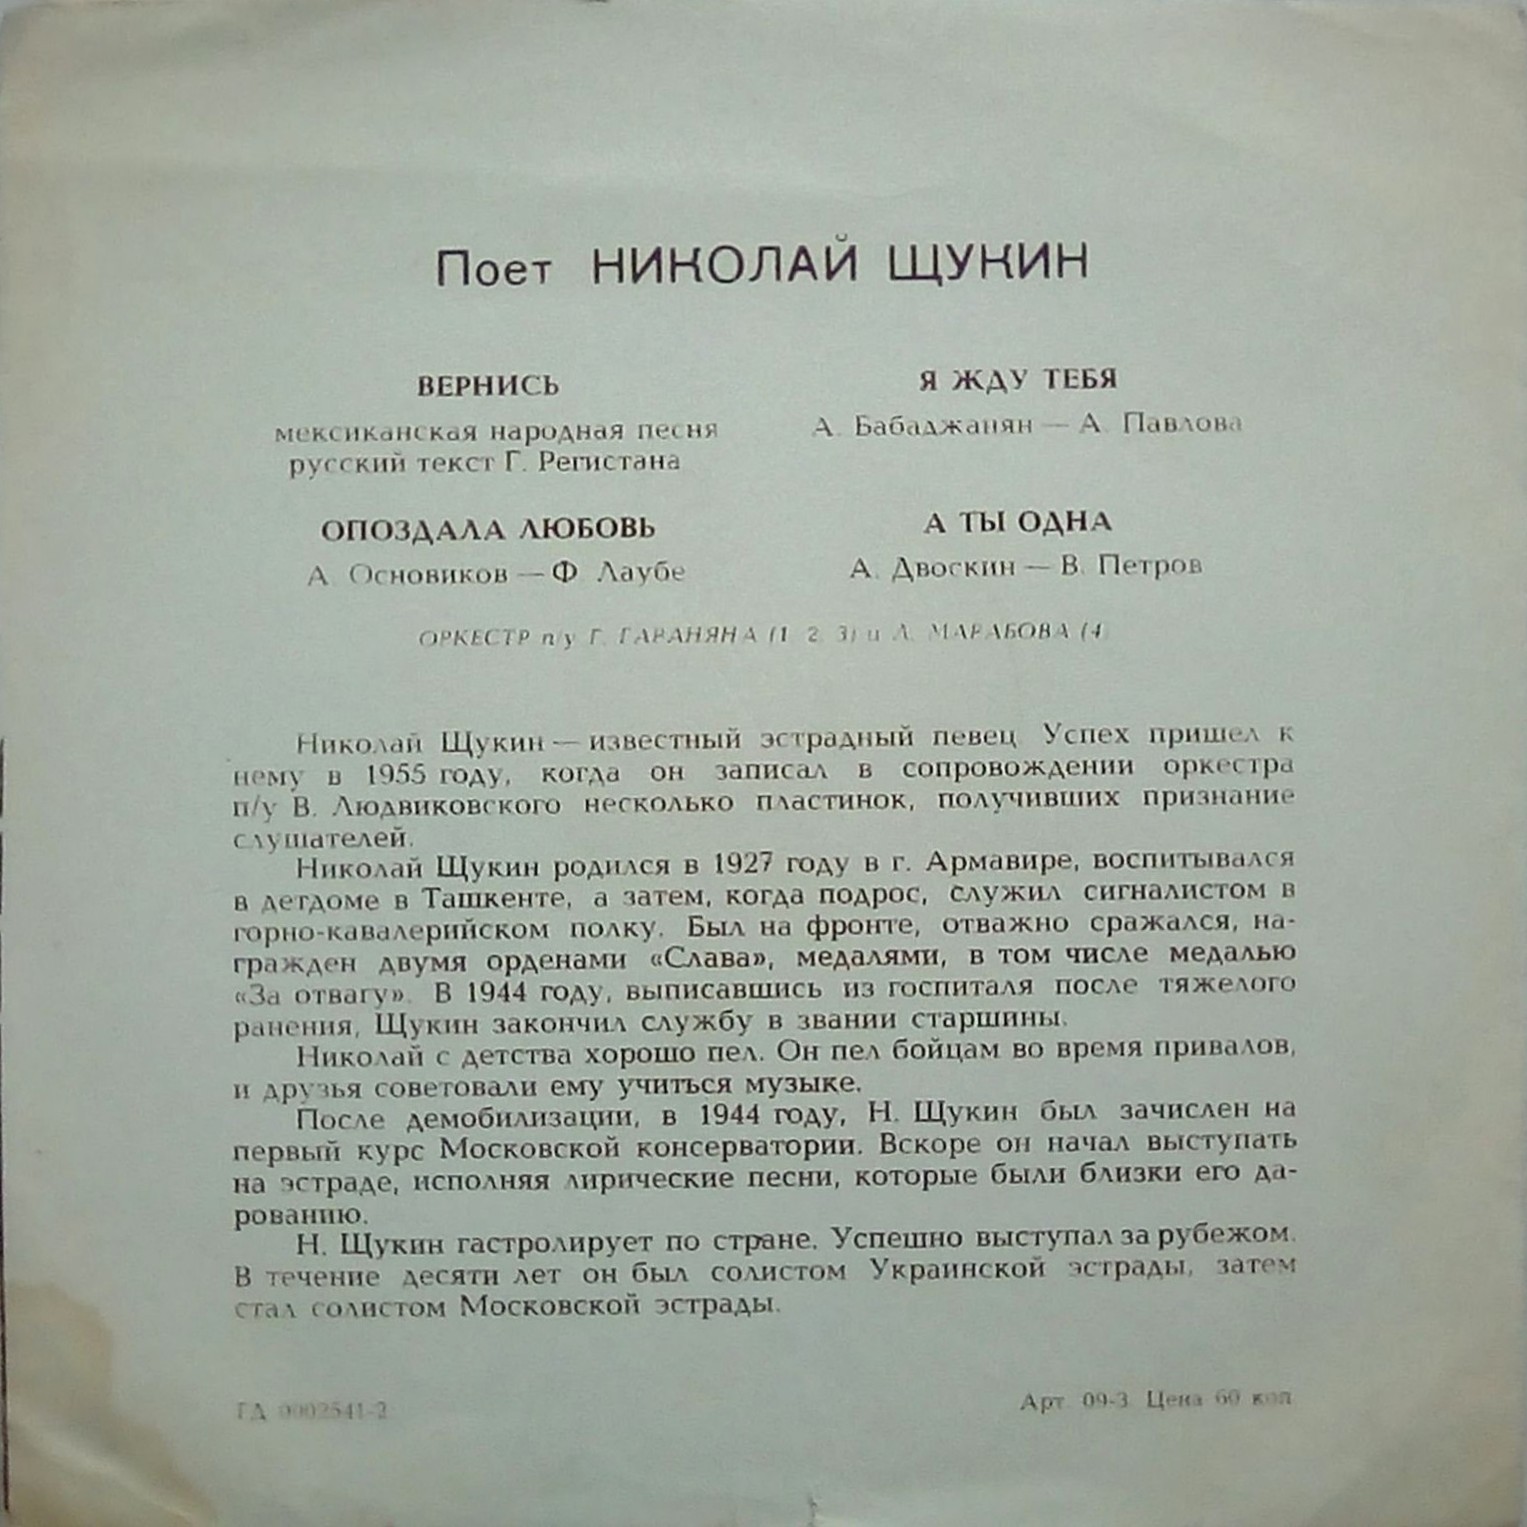 Поет НИКОЛАЙ ЩУКИН
ВЕРНИСЬ
мексиканская народная песня
русский текст Г. Регистана
ОПОЗДАЛА ЛЮБОВЬ
А. Основиков — Ф. Лаубе
Я ЖДУ ТЕБЯ
А. Бабаджанян — А. Павлова
А ТЫ ОДНА
А. Двоскин — В. Петров
ОРКЕСТР п/у Г. ГАРАНЯНА (1, 2, 3) и Л. МАРАБОВА (4)
Николай Щукин — известный эстрадный певец. Успех пришел к
нему в 1955 году, когда он записал в сопровождении оркестра
п/у В. Людвиковского несколько пластинок, получивших признание
слушателей.
Николай Щукин родился в 1927 году в г. Армавире, воспитывался
в детдоме в Ташкенте, а затем, когда подрос, служил сигналистом в
горно-кавалерийском полку. Был на фронте, отважно сражался, на-
гражден двумя орденами «Слава», медалями, в том числе медалью
«За отвагу». В 1944 году, выписавшись из госпиталя после тяжелого
ранения, Щукин закончил службу в звании старшины.
Николай с детства хорошо пел. Он пел бойцам во время привалов,
и друзья советовали ему учиться музыке.
После демобилизации, в 1944 году, Н. Щукин был зачислен на
первый курс Московской консерватории. Вскоре он начал выступать
на эстраде, исполняя лирические песни, которые были близки его да-
рованию.
Н. Щукин гастролирует по стране. Успешно выступал за рубежом.
В течение десяти лет он был солистом Украинской эстрады, затем
стал солистом Московской эстрады.
ГД 0002541-2
Арт. 09-3. Цена 60 коп.